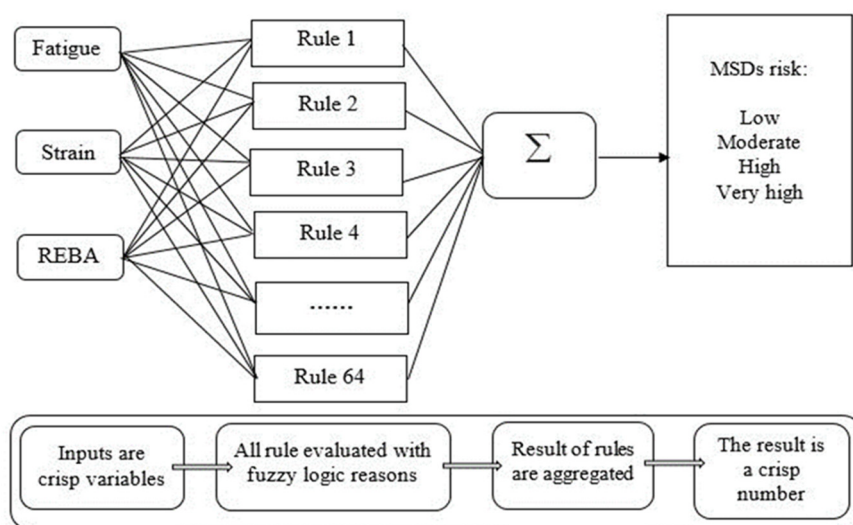 Fatigue
Strain
REBA
Rule 1
Rule 2
Rule 3
Rule 4
......
Rule 64
Σ
MSDs risk:
Low
Moderate
High
Very high
Inputs are
crisp variables
All rule evaluated with
fuzzy logic reasons
Result of rules
are aggregated
The result is
a crisp
number